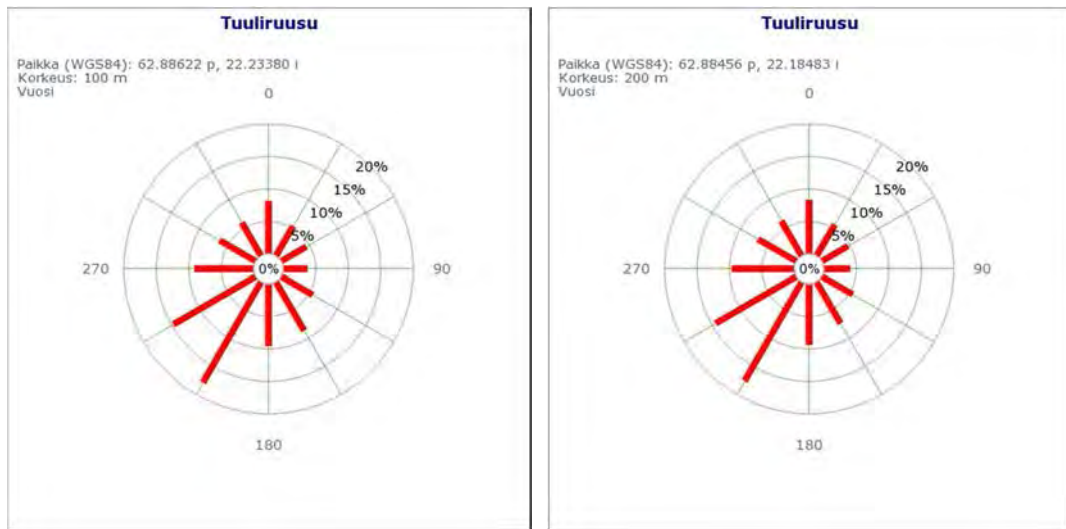 Tuuliruusu
Paikka (WGS84): 62.88622 p, 22.23380 i
Korkeus: 100 m
Vuosi
0
20%
15%
10%
5%
270
0%
90
180
Tuuliruusu
Paikka (WGS84): 62.88456 p, 22.18483 i
Korkeus: 200 m
Vuosi
0
20%
15%
10%
5%
270
0%
90
180